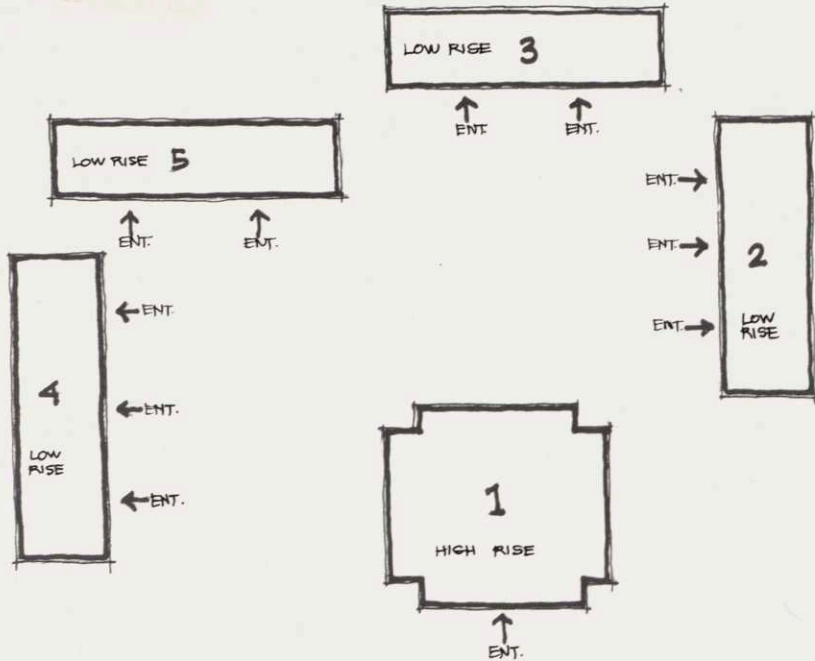 LOW RISE 3
ENT. ENT.
LOW RISE 5
ENT. ENT.
ENT.
ENT.
ENT.
2
LOW
RISE
ENT.
ENT.
ENT.
4
LOW
RISE
1
HIGH RISE
ENT.